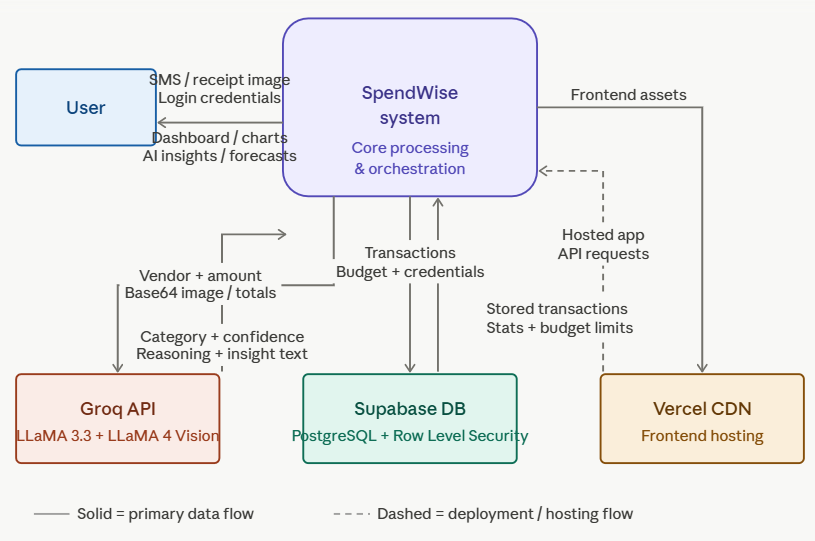 SMS / receipt image
Login credentials
User
Dashboard / charts
AI insights / forecasts
SpendWise
system
Core processing
& orchestration
Frontend assets
Hosted app
API requests
Transactions
Budget + credentials
Vendor + amount
Base64 image / totals
Stored transactions
Stats + budget limits
Category + confidence
Reasoning + insight text
Groq API
LLaMA 3.3 + LLaMA 4 Vision
Supabase DB
PostgreSQL + Row Level Security
Vercel CDN
Frontend hosting
Solid = primary data flow
Dashed = deployment / hosting flow